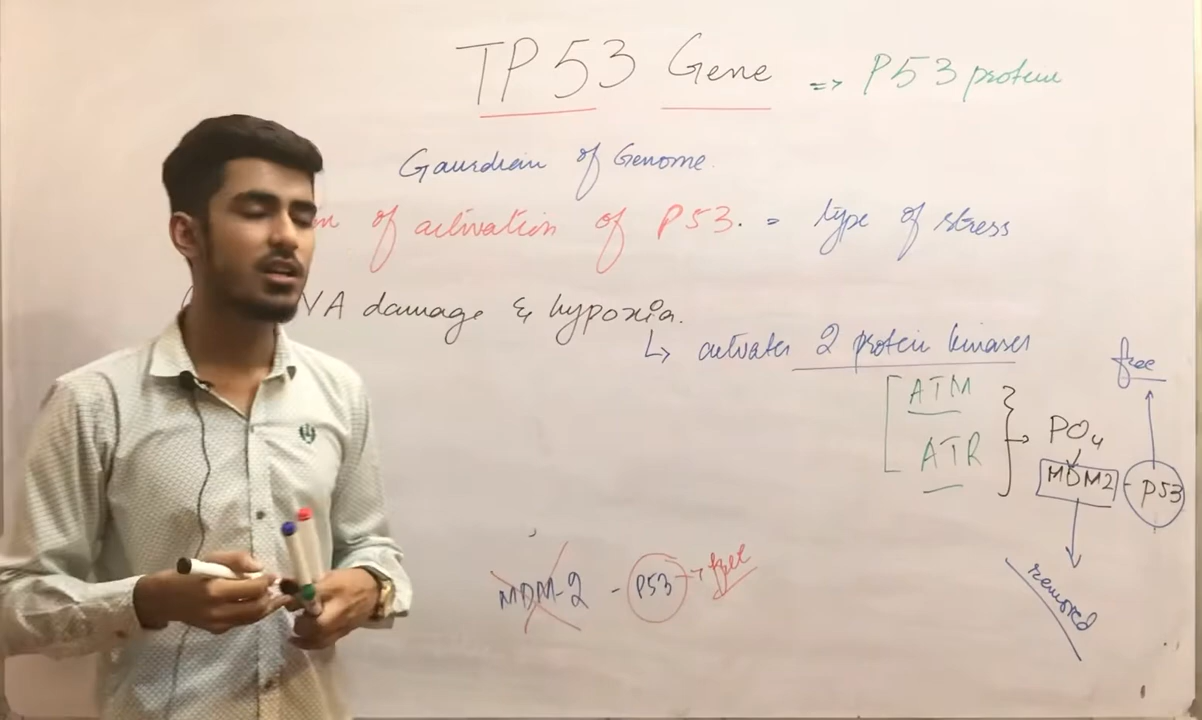 TP53 Gene => P53 protein
Gaurdian of Genome.
of activation of P53. = type of stress
damage & hypoxia.
↳ activates 2 protein kinases
free
ATM
ATR
PO4
MDM2 - P53
removed
MDM-2 - P53 → free